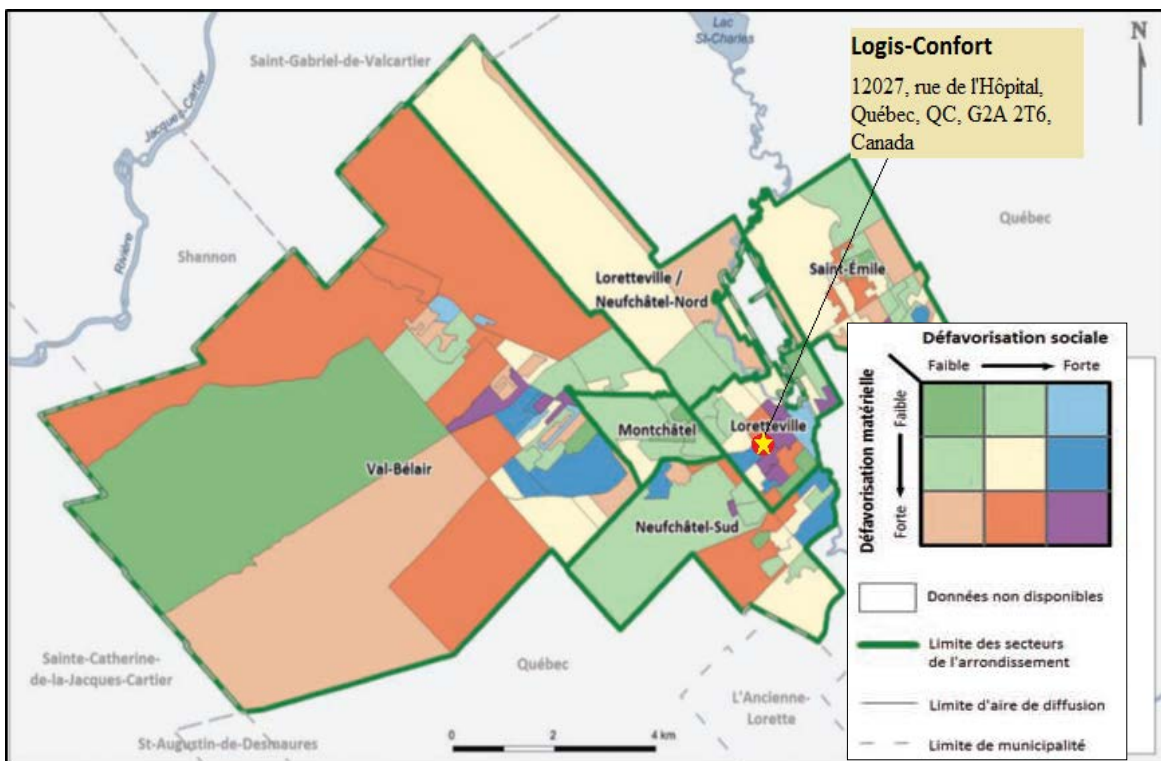 Logis-Confort
12027, rue de l'Hôpital,
Québec, QC, G2A 2T6,
Canada
N
Lac
St-Charles
Saint-Gabriel-de-Valcartier
Jacques-Cartier
Rivière
Shannon
Québec
Saint-Émile
Loretteville /
Neufchâtel-Nord
Montchâtel
Loretteville
Val-Bélair
Neufchâtel-Sud
Sainte-Catherine-
de-la-Jacques-Cartier
Québec
L'Ancienne-
Lorette
St-Augustin-de-Desmaures
0 2 4 km
Défavorisation sociale
Faible Forte
Défavorisation matérielle
Faible
Forte
Données non disponibles
Limite des secteurs
de l'arrondissement
Limite d'aire de diffusion
Limite de municipalité